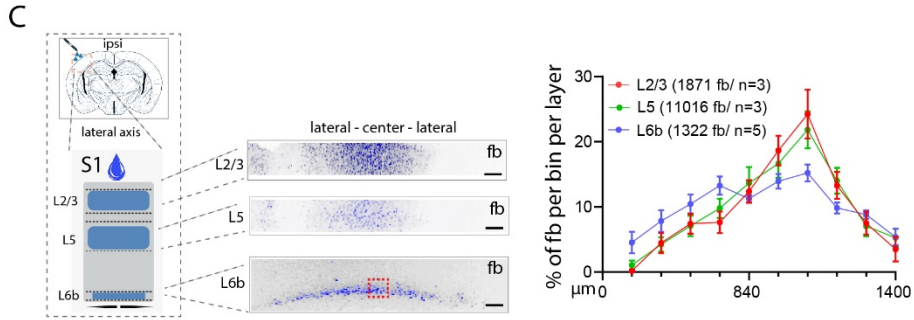 C
ipsi
lateral axis
S1
L2/3
L5
L6b
lateral - center - lateral
L2/3
fb
L5
fb
L6b
fb
% of fb per bin per layer
30
20
10
0
L2/3 (1871 fb/ n=3)
L5 (11016 fb/ n=3)
L6b (1322 fb/ n=5)
µm
0
840
1400